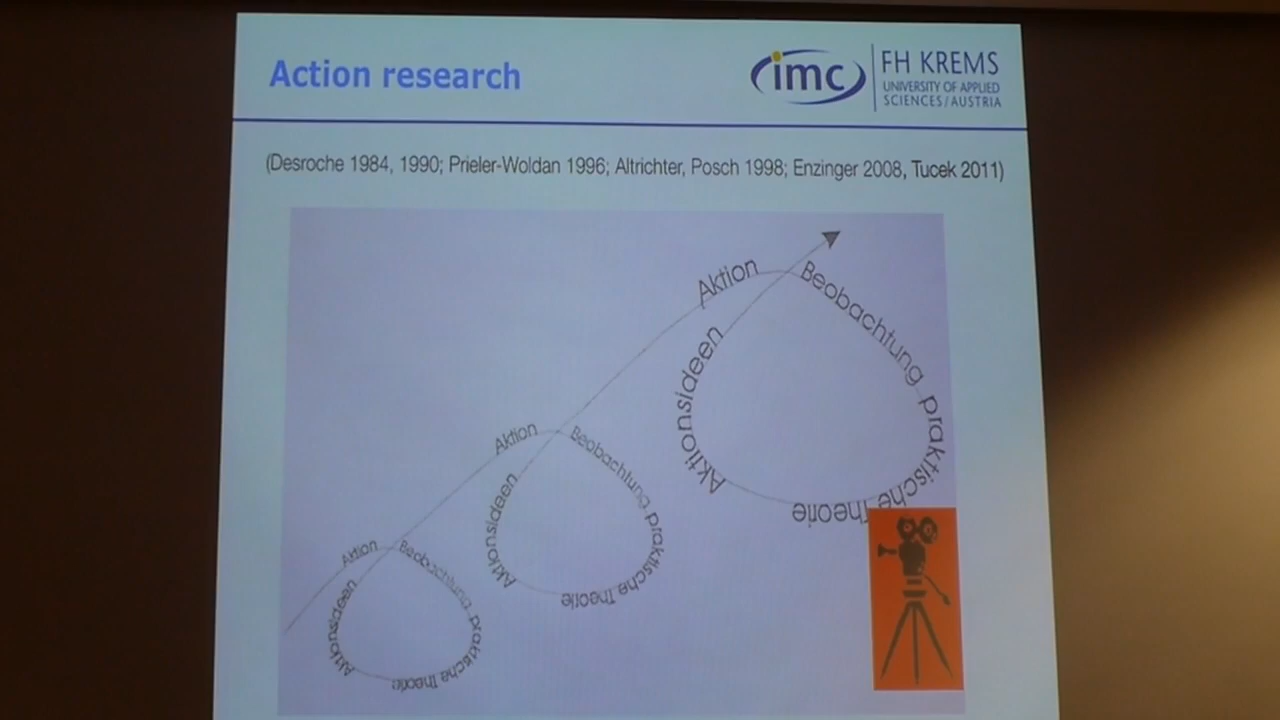 Action research
imc
FH KREMS
UNIVERSITY OF APPLIED
SCIENCES/AUSTRIA
(Desroche 1984, 1990; Prieler-Woldan 1996; Altrichter, Posch 1998; Enzinger 2008, Tucek 2011)
Aktion
Beobachtung
praktische Theorie
Aktionsideen
Aktion
Beobachtung
praktische Theorie
Aktionsideen
Aktion
Beobachtung
praktische Theorie
Aktionsideen